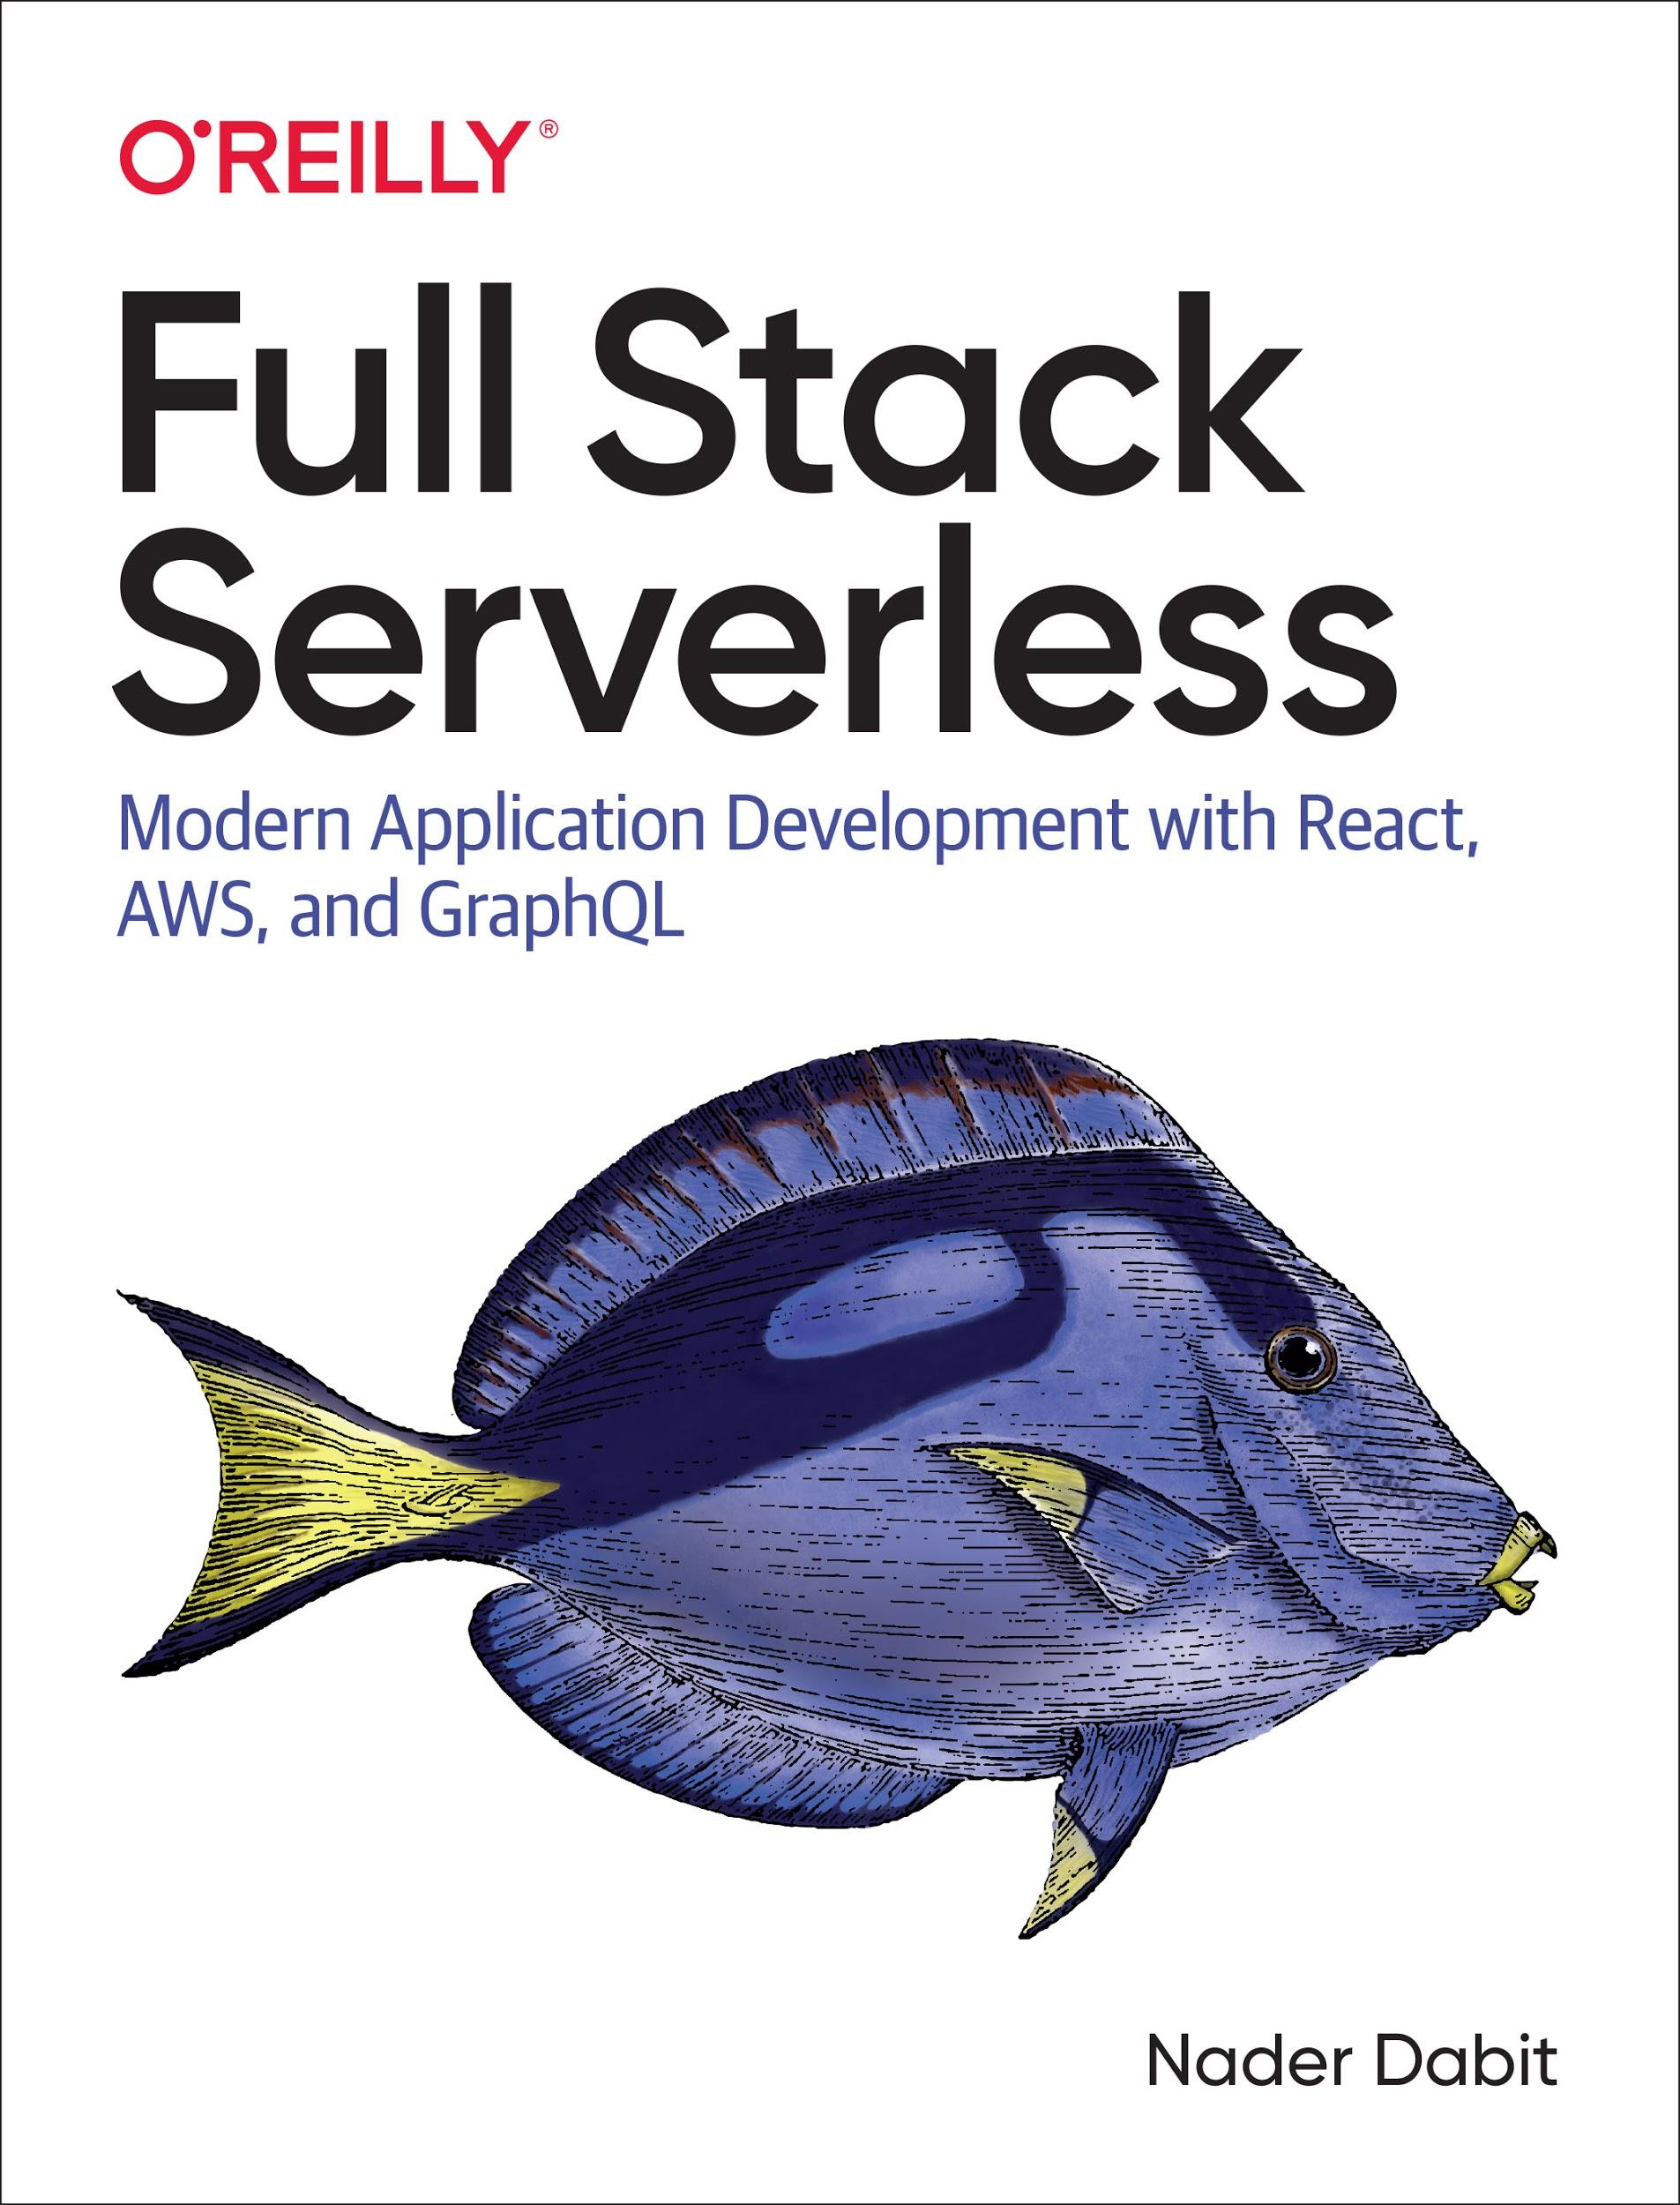 O'REILLY®
Full Stack
Serverless
Modern Application Development with React,
AWS, and GraphQL
Nader Dabit